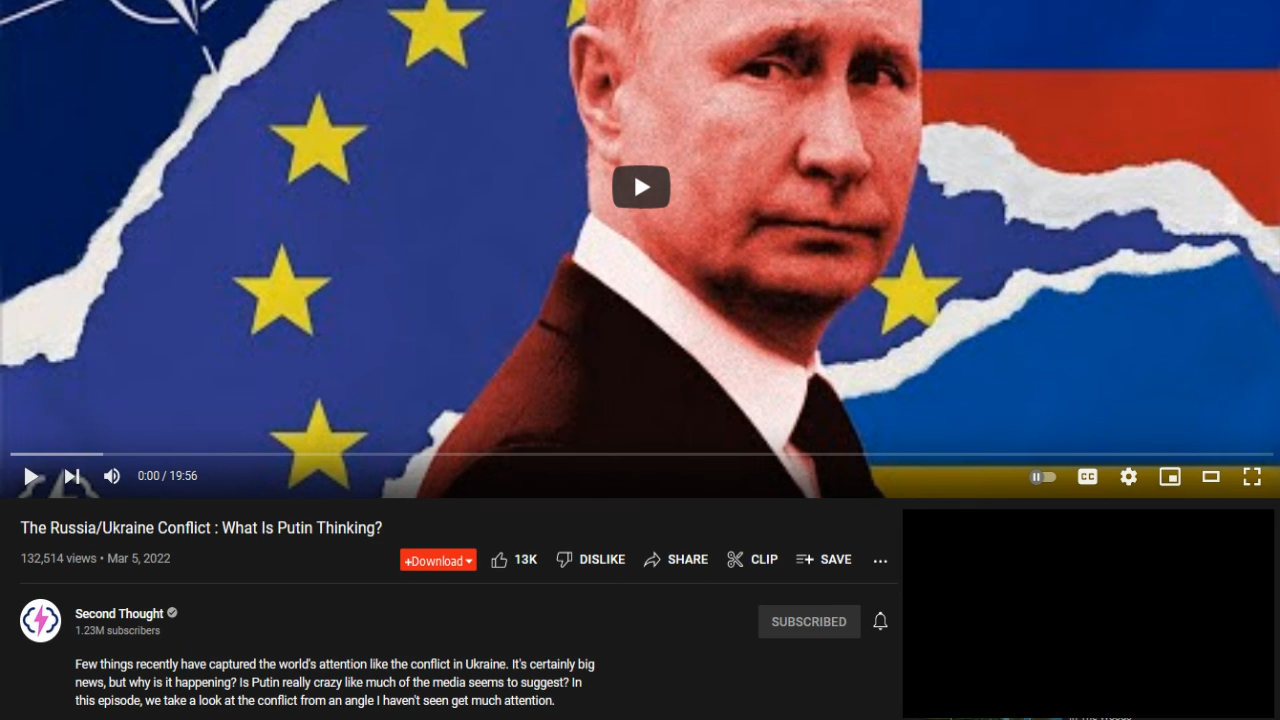 0:00 / 19:56
CC
The Russia/Ukraine Conflict : What Is Putin Thinking?
132,514 views • Mar 5, 2022
+Download
13K
DISLIKE
SHARE
CLIP
SAVE
...
Second Thought
1.23M subscribers
SUBSCRIBED
Few things recently have captured the world's attention like the conflict in Ukraine. It's certainly big
news, but why is it happening? Is Putin really crazy like much of the media seems to suggest? In
this episode, we take a look at the conflict from an angle I haven't seen get much attention.